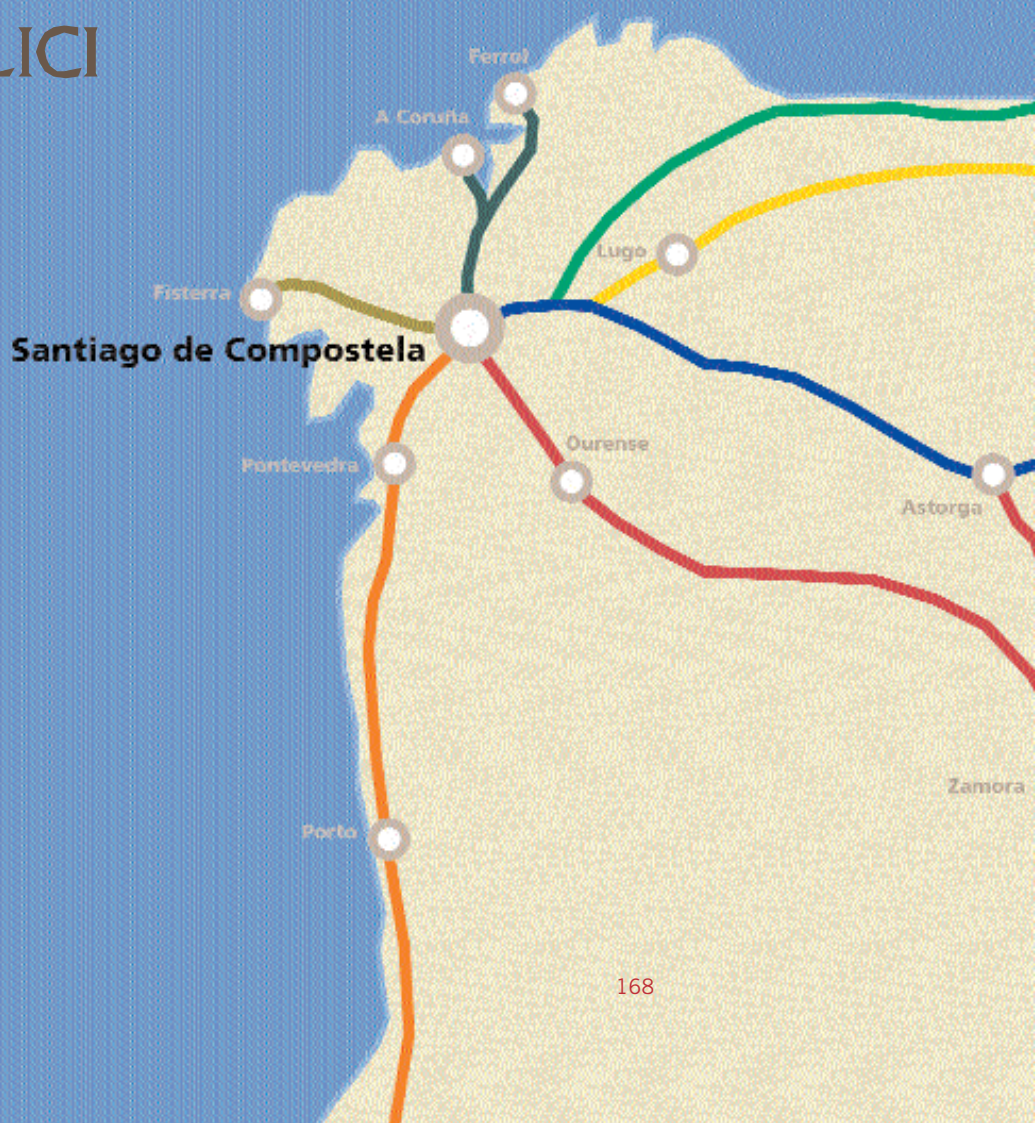 LICI
Ferrol
A Coruña
Lugo
Fisterra
Santiago de Compostela
Ourense
Pontevedra
Astorga
Zamora
Porto
168